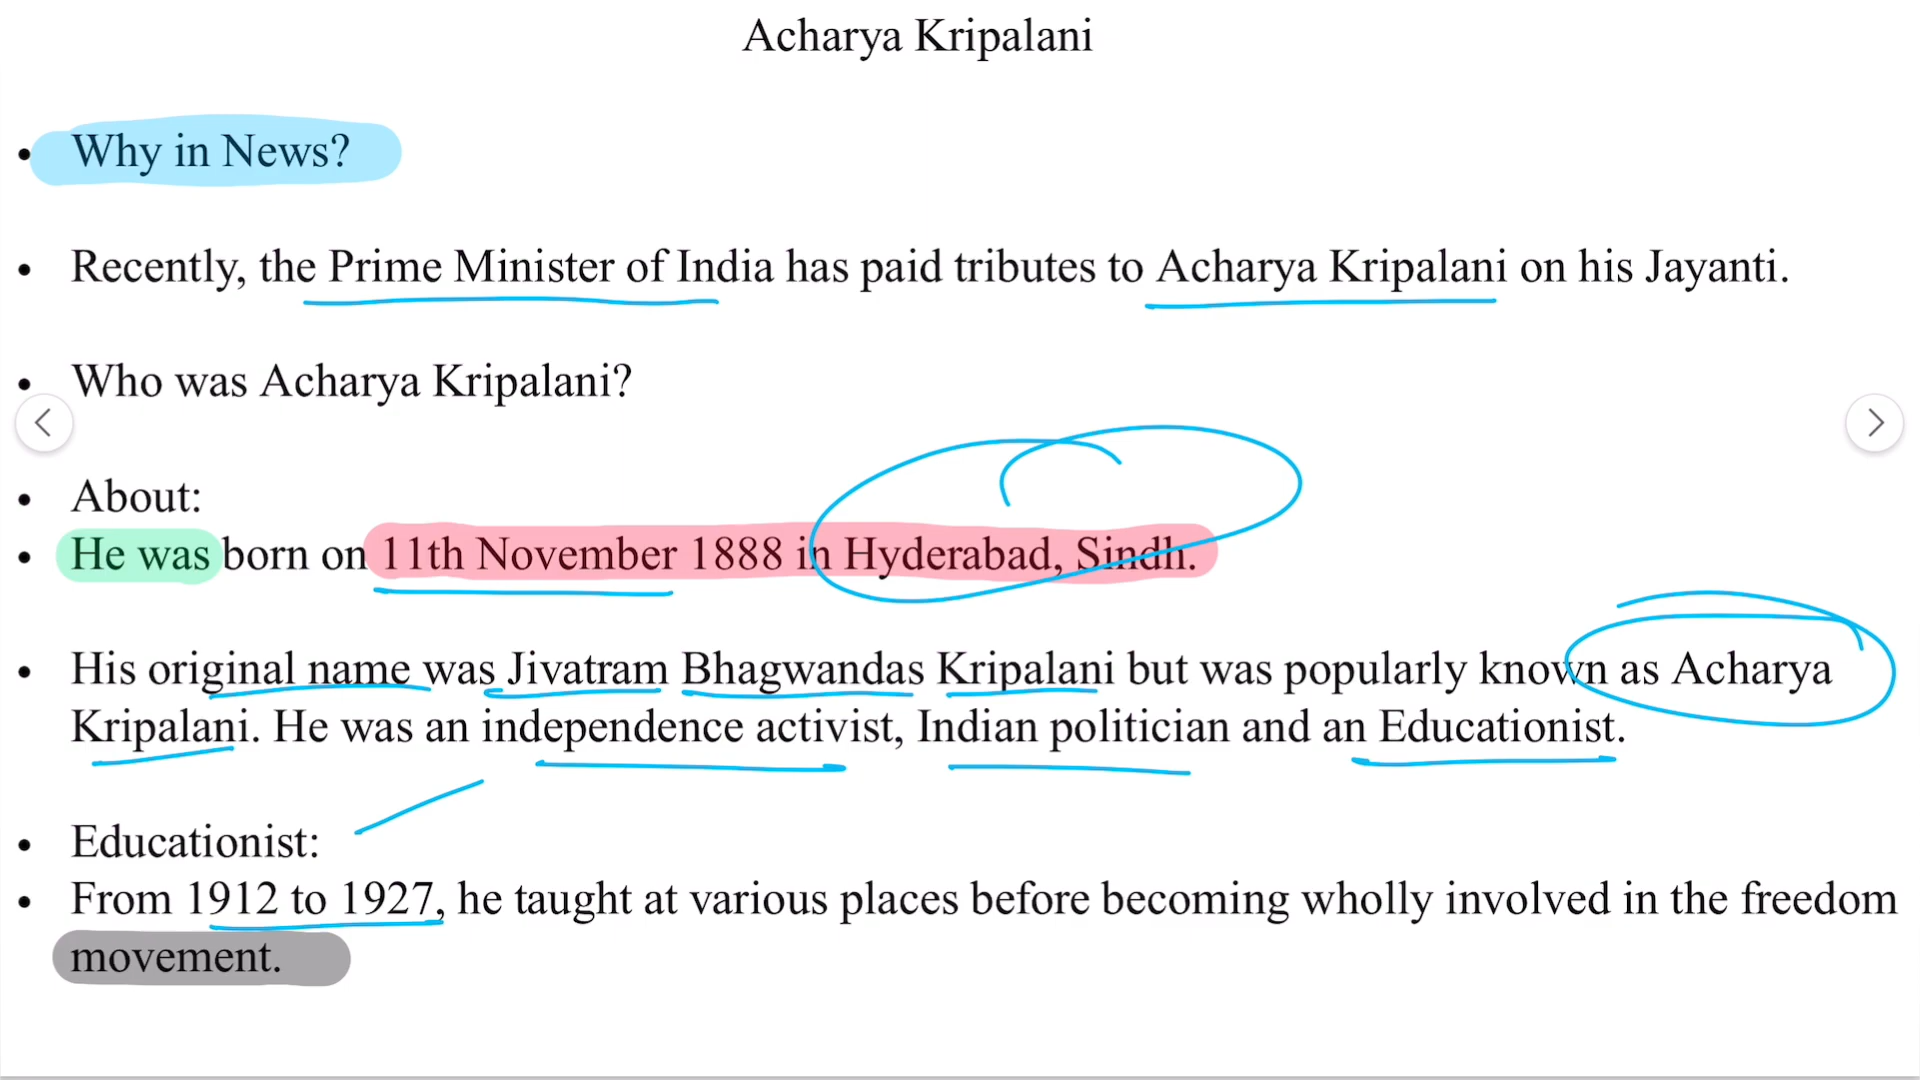 Acharya Kripalani
• Why in News?
• Recently, the Prime Minister of India has paid tributes to Acharya Kripalani on his Jayanti.
• Who was Acharya Kripalani?
• About:
• He was born on 11th November 1888 in Hyderabad, Sindh.
• His original name was Jivatram Bhagwandas Kripalani but was popularly known as Acharya
Kripalani. He was an independence activist, Indian politician and an Educationist.
• Educationist:
• From 1912 to 1927, he taught at various places before becoming wholly involved in the freedom
movement.